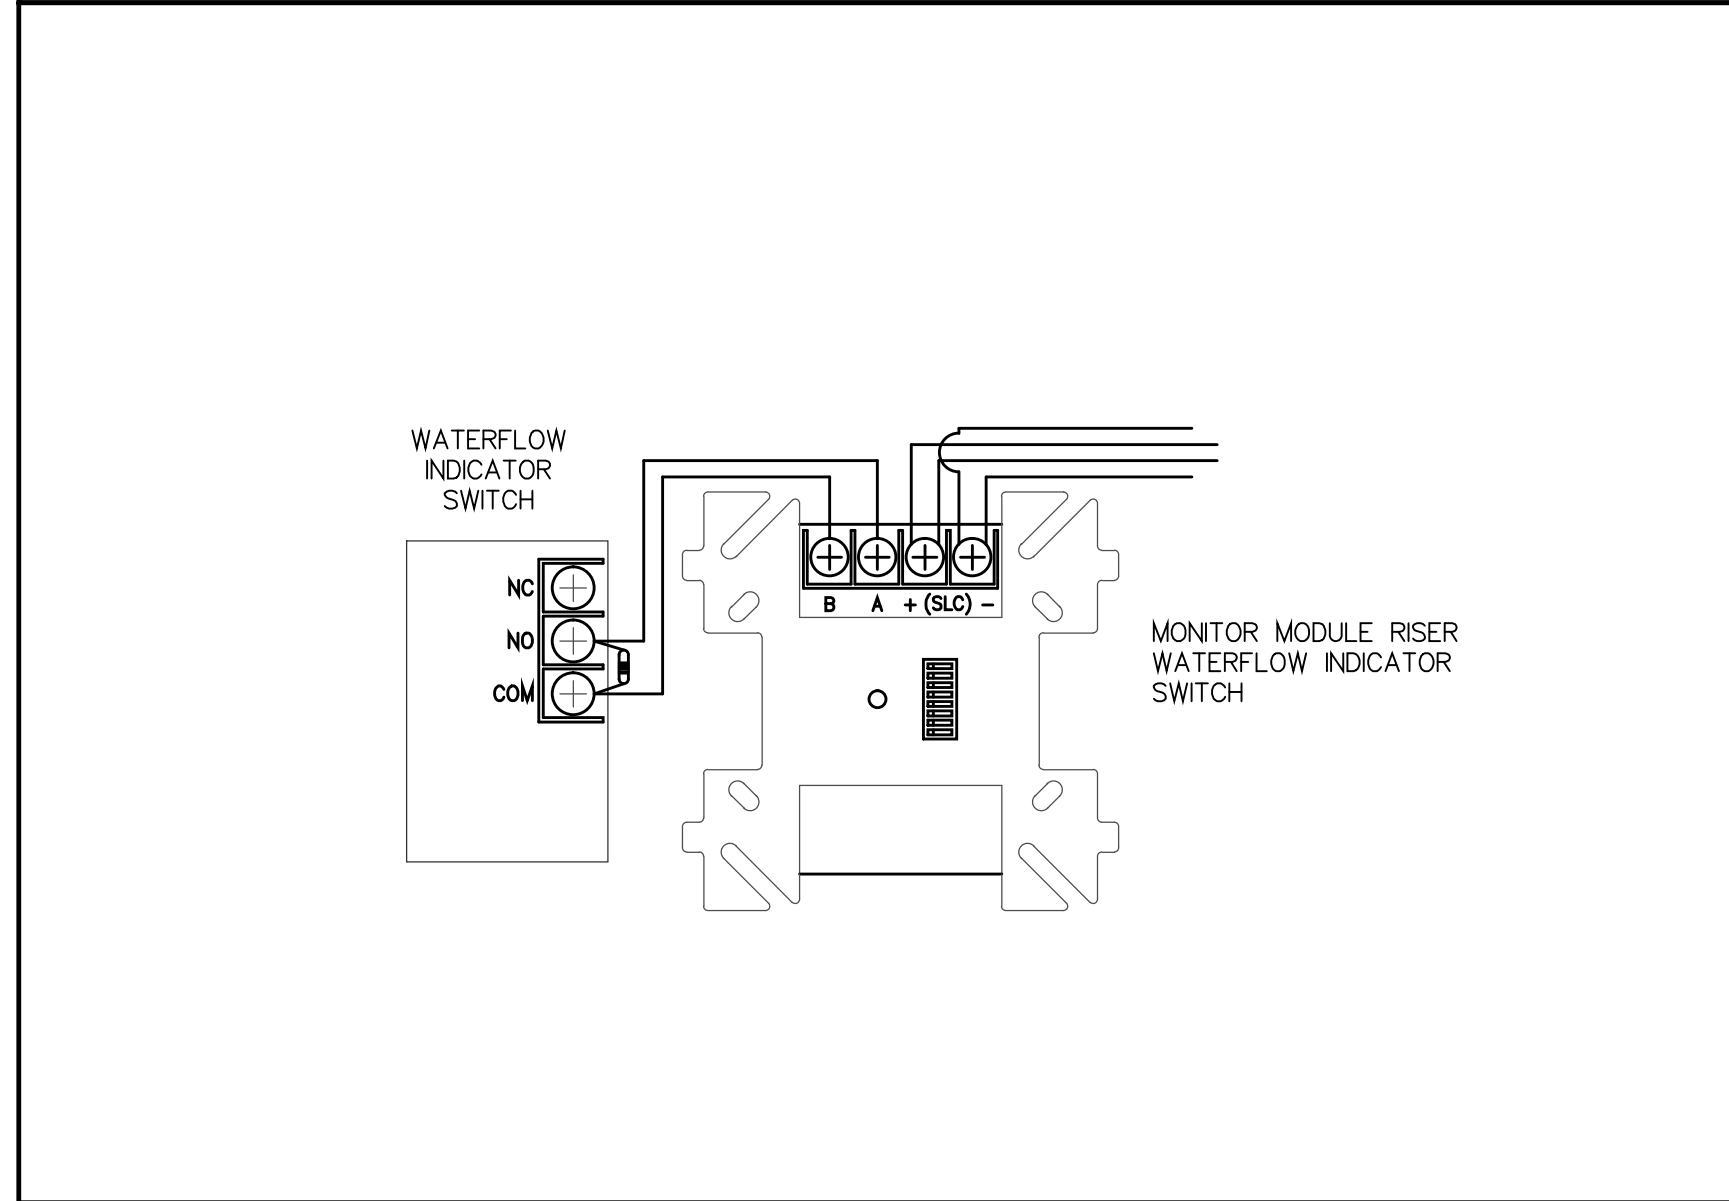 WATERFLOW
INDICATOR
SWITCH
NC
NO
COM
B A + (SLC) -
MONITOR MODULE RISER
WATERFLOW INDICATOR
SWITCH